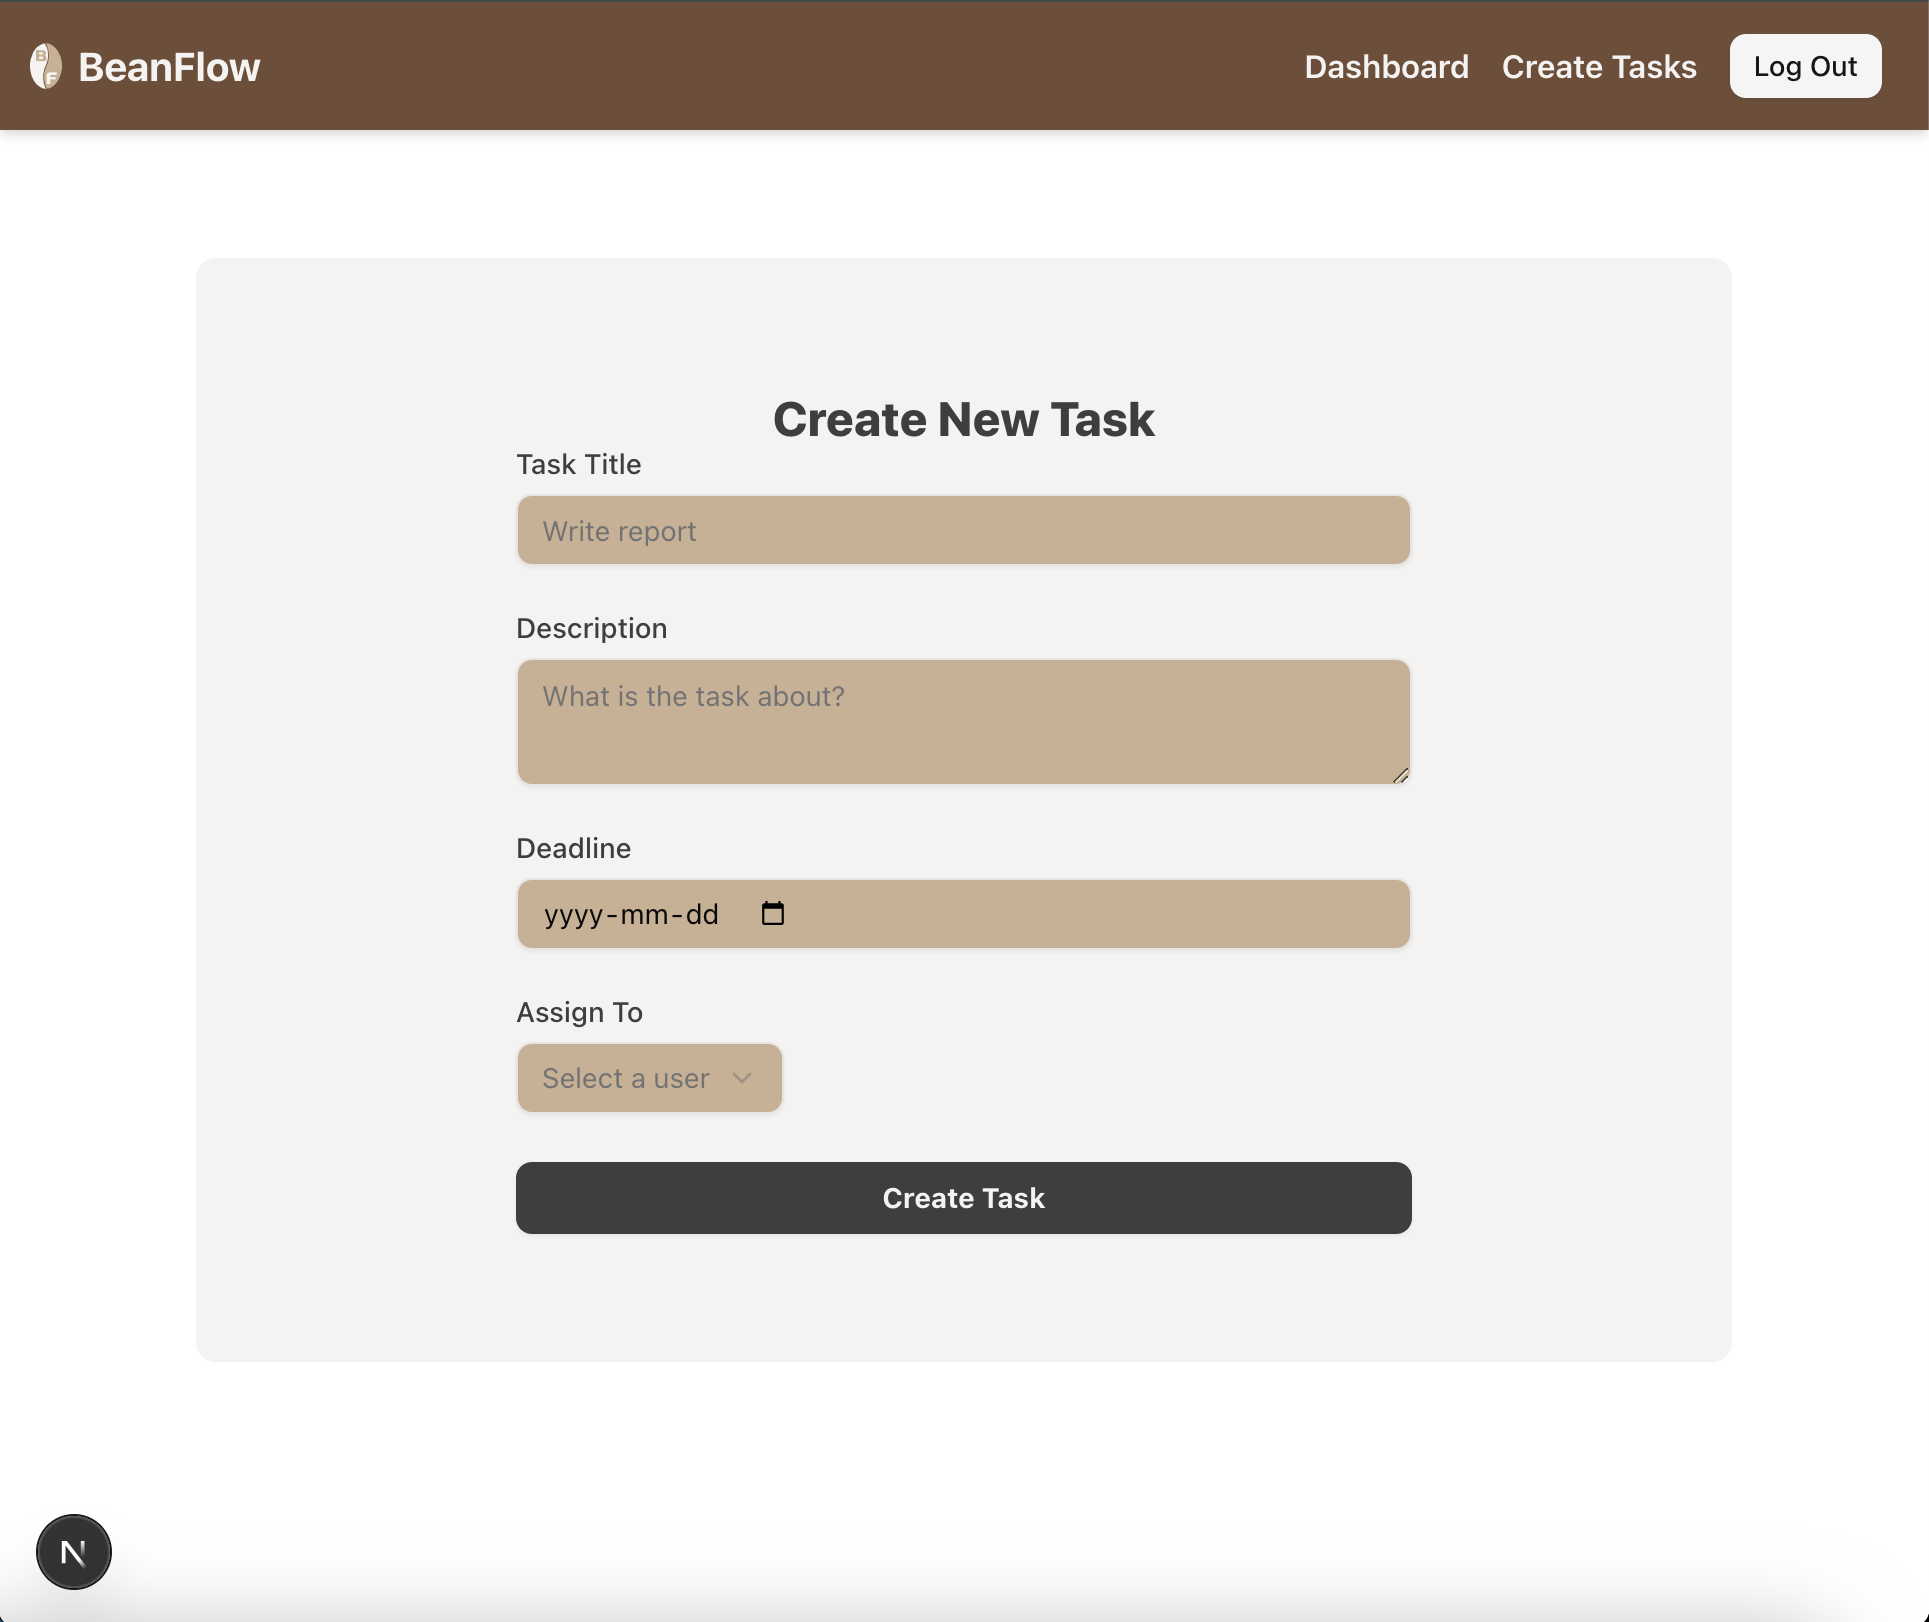 B
F
BeanFlow
Dashboard
Create Tasks
Log Out
Create New Task
Task Title
Write report
Description
What is the task about?
Deadline
yyyy-mm-dd
Assign To
Select a user
Create Task
N